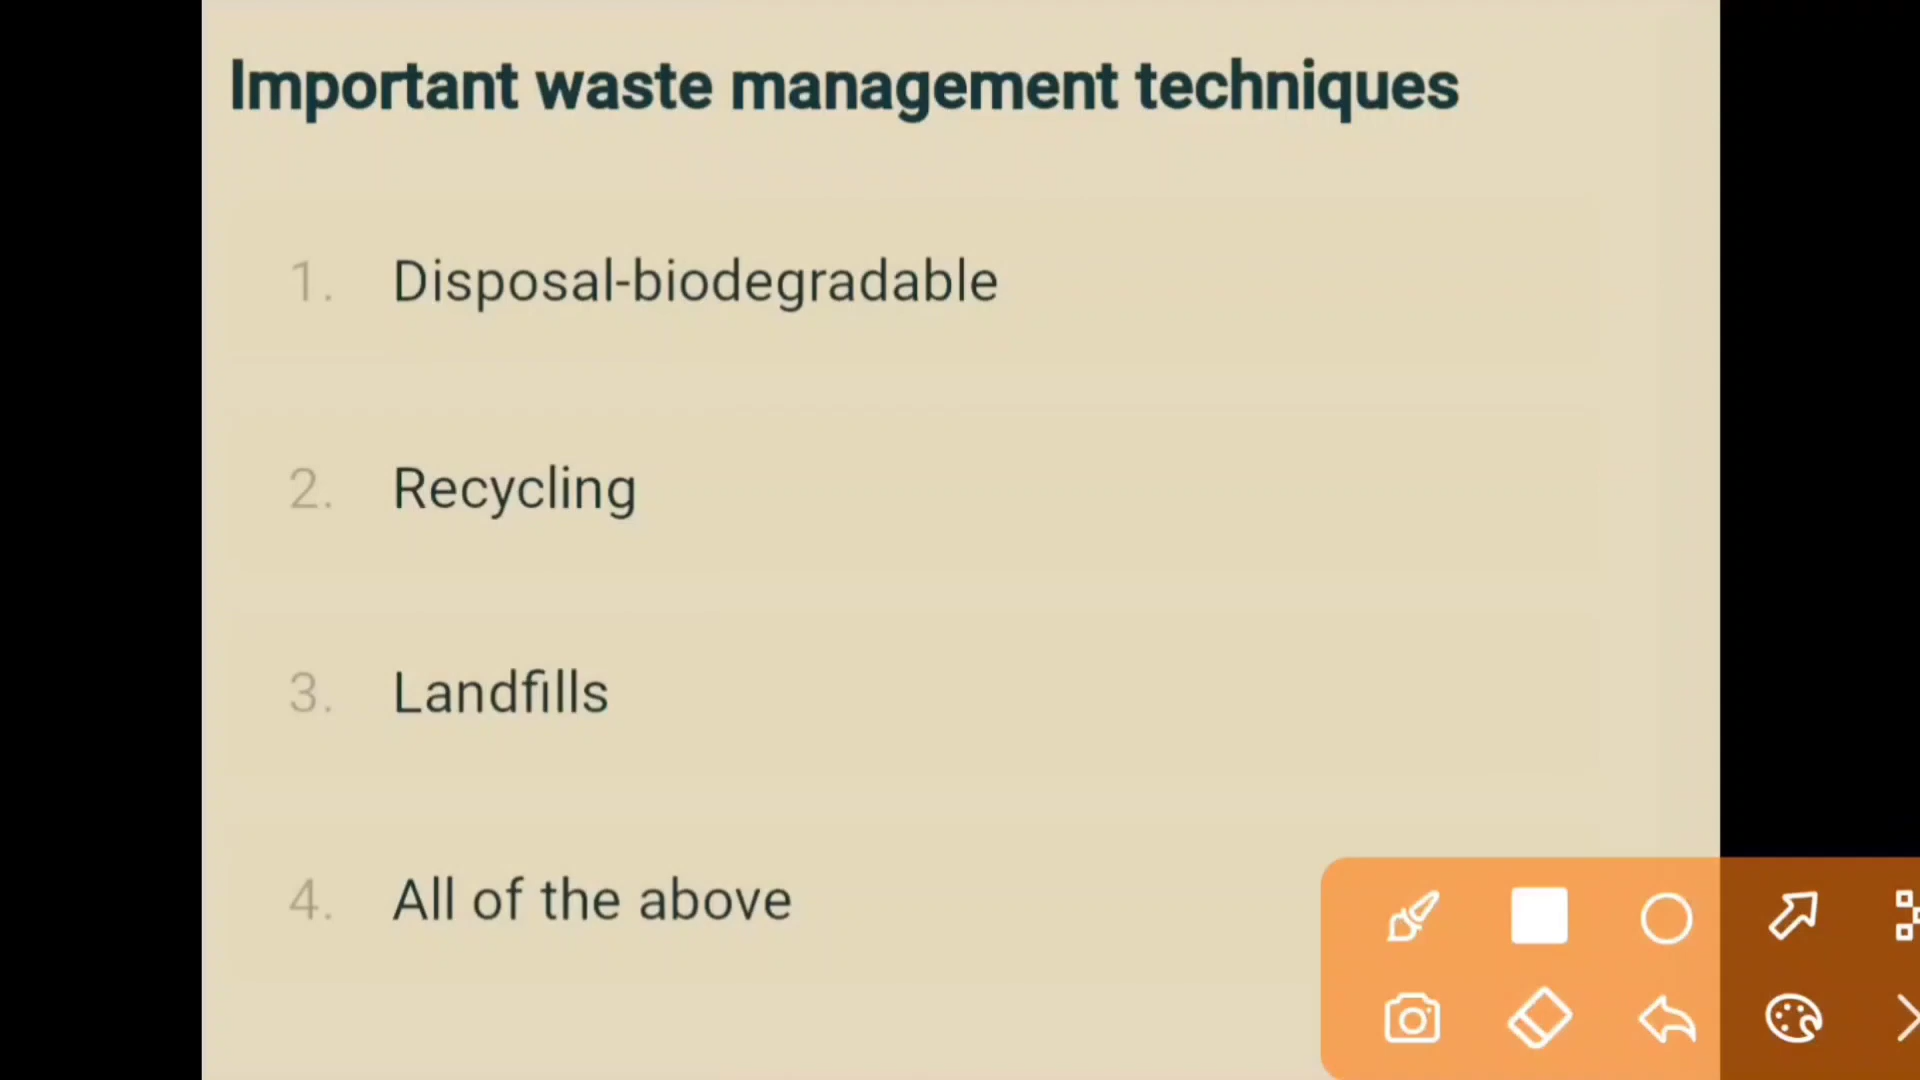 Important waste management techniques
1. Disposal-biodegradable
2. Recycling
3. Landfills
4. All of the above